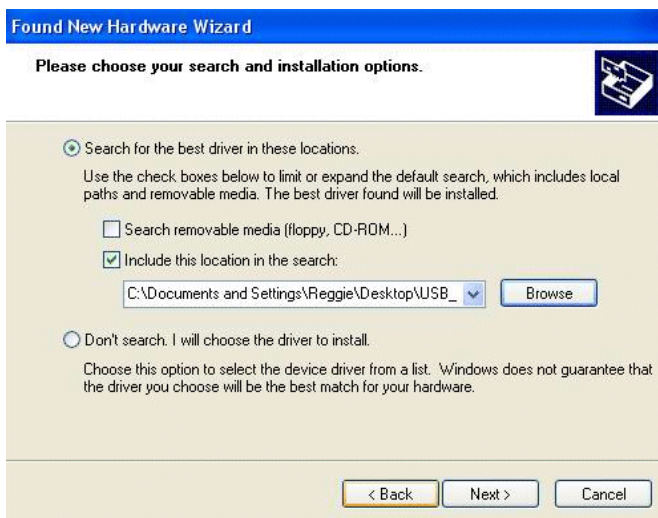 Found New Hardware Wizard
Please choose your search and installation options.
Search for the best driver in these locations.
Use the check boxes below to limit or expand the default search, which includes local
paths and removable media. The best driver found will be installed.
Search removable media (floppy, CD-ROM...)
Include this location in the search:
C:\Documents and Settings\Reggie\Desktop\USB_
Browse
Don't search. I will choose the driver to install.
Choose this option to select the device driver from a list. Windows does not guarantee that
the driver you choose will be the best match for your hardware.
< Back Next > Cancel